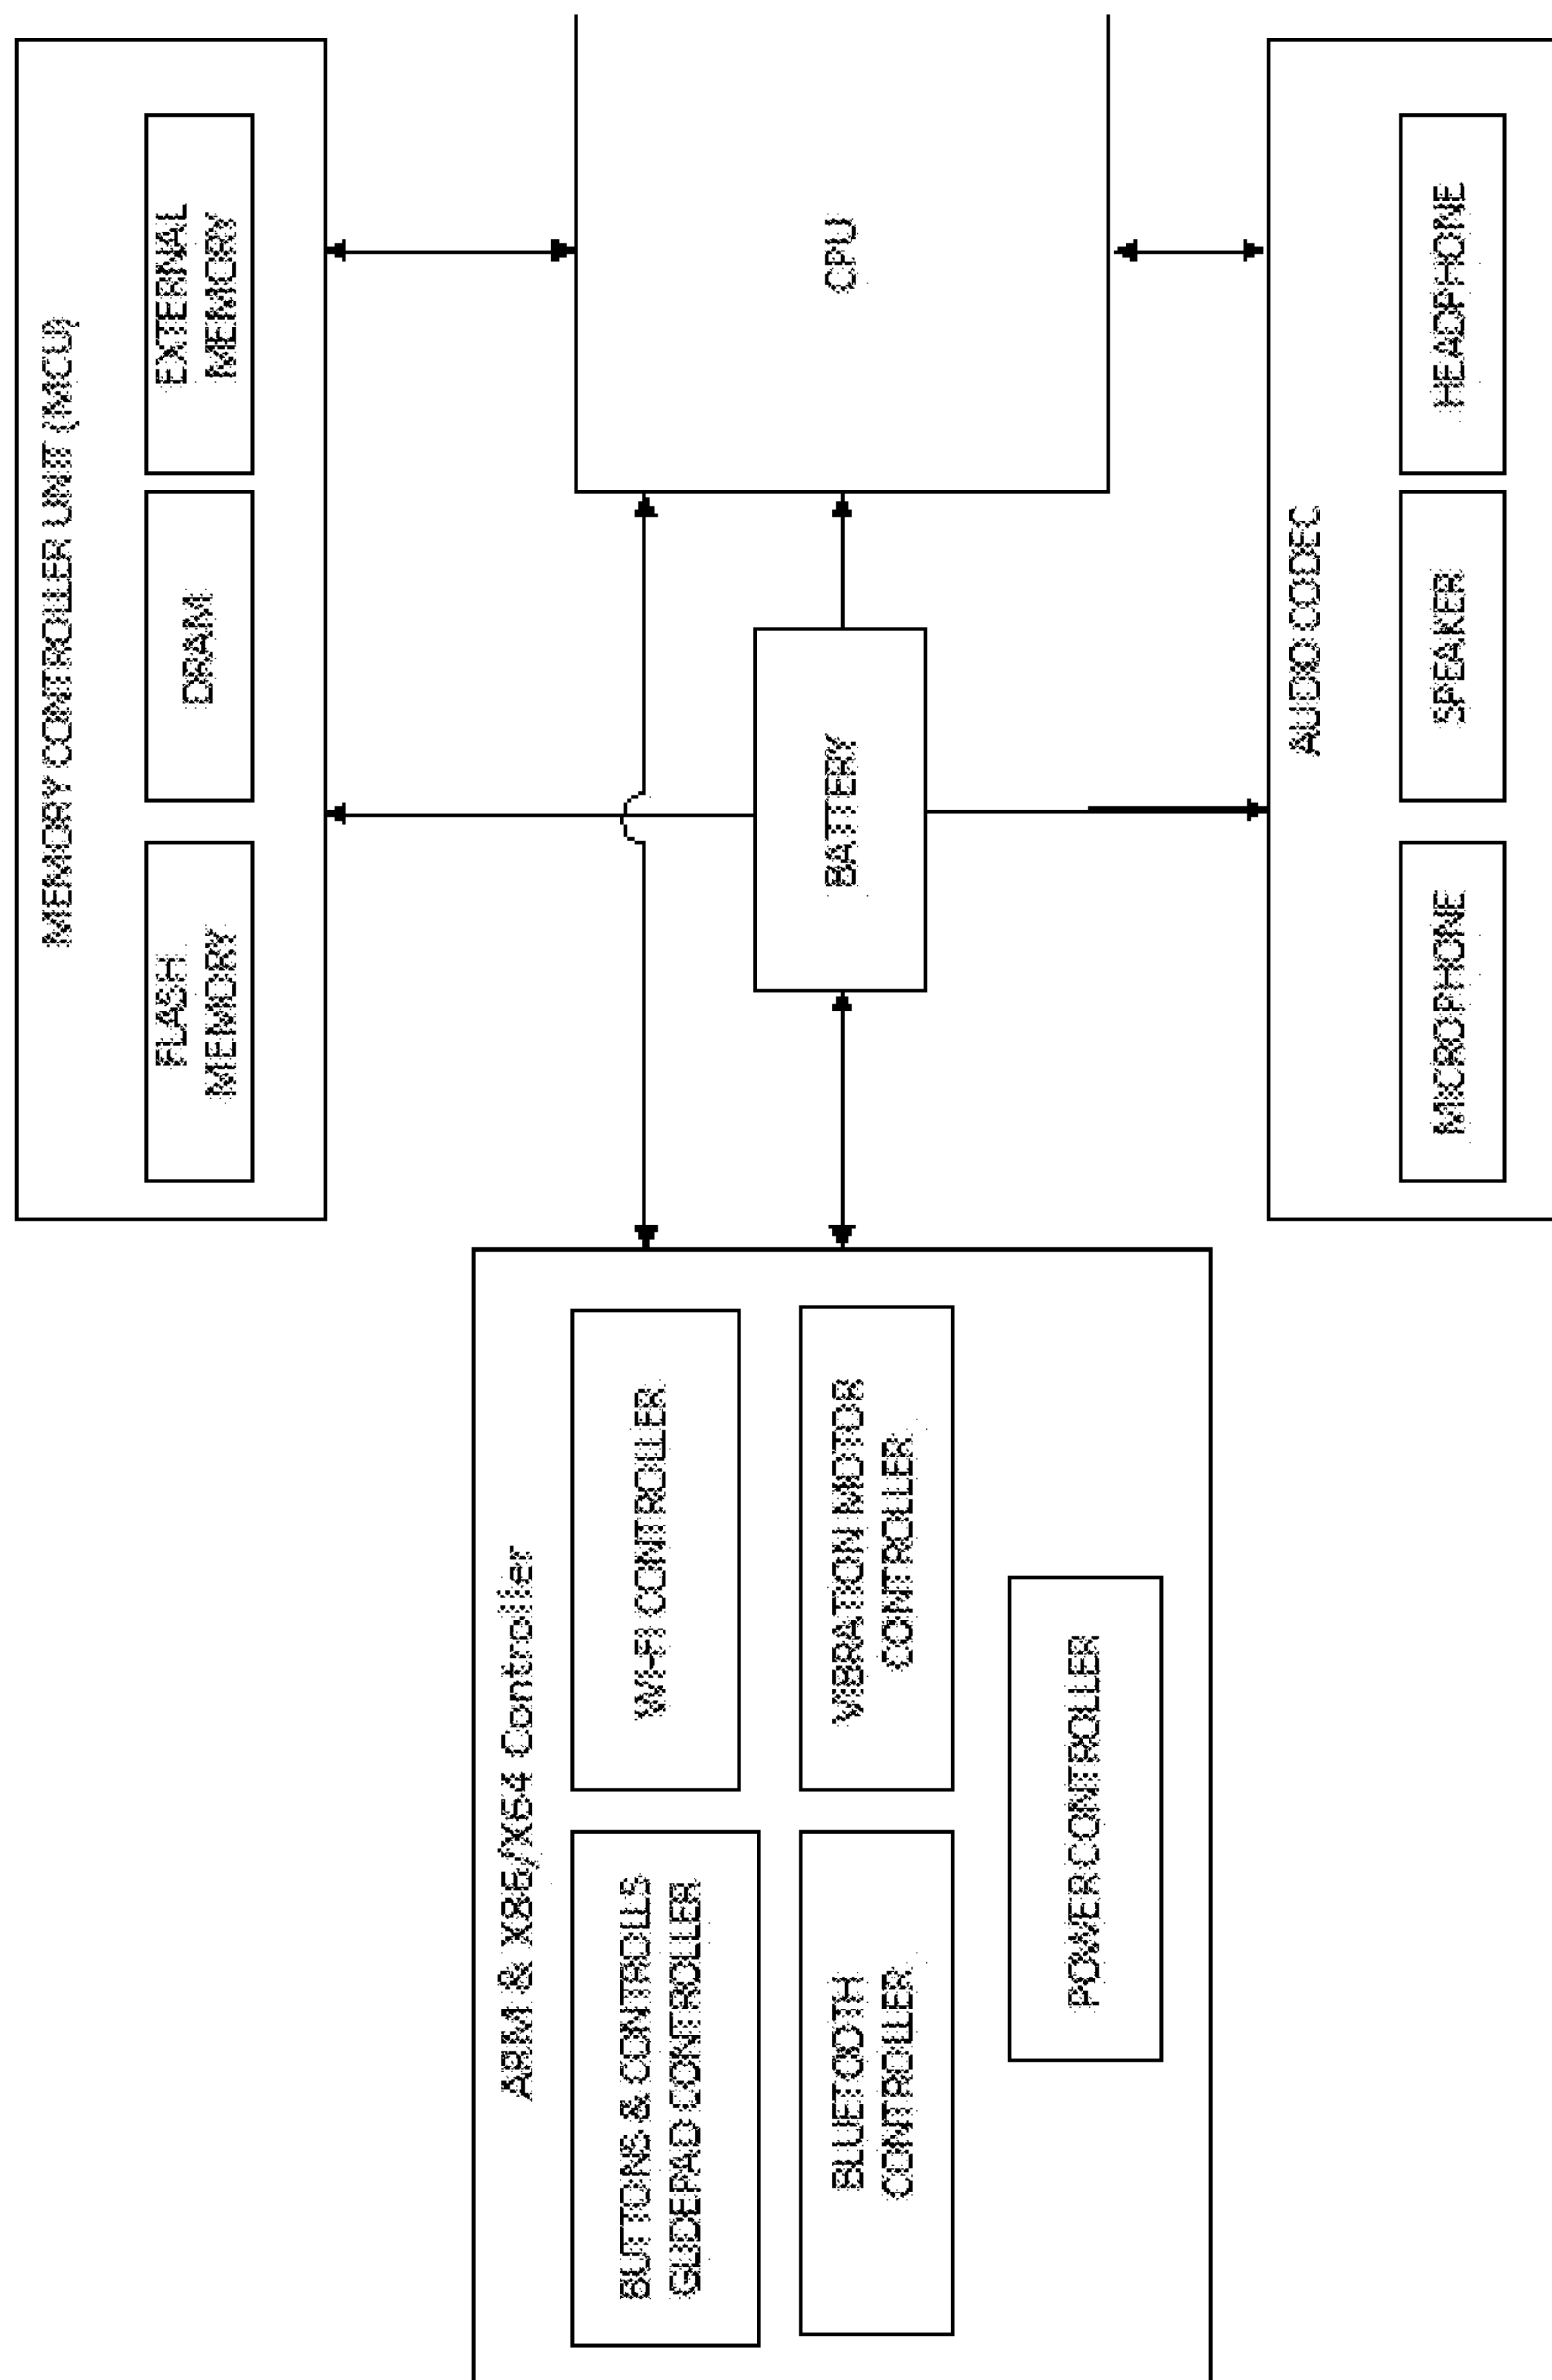 MEMORY CONTROLLER UNIT (MCU)
FLASH
MEMORY
DRAM
EXTERNAL
MEMORY
ARM & X86/X64 Controller
BUTTONS & CONTROLLS
GLIDEPAD CONTROLLER
WI-FI CONTROLLER
BLUETOOTH
CONTROLLER
VIBRATION MOTOR
CONTROLLER
POWER CONTROLLER
BATTERY
CPU
AUDIO CODEC
MICROPHONE
SPEAKER
HEADPHONE